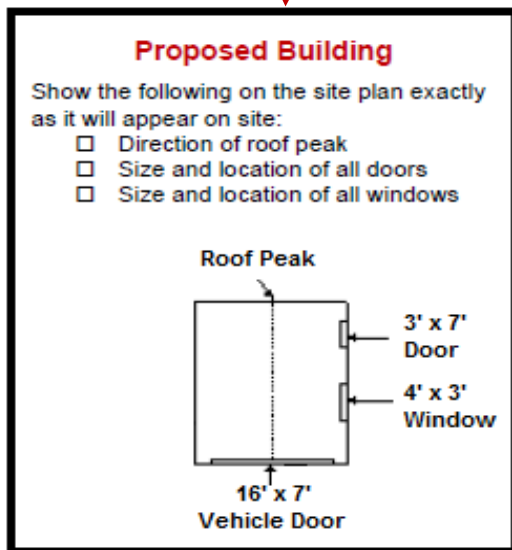 Proposed Building
Show the following on the site plan exactly
as it will appear on site:
☐ Direction of roof peak
☐ Size and location of all doors
☐ Size and location of all windows
Roof Peak
3' x 7'
Door
4' x 3'
Window
16' x 7'
Vehicle Door